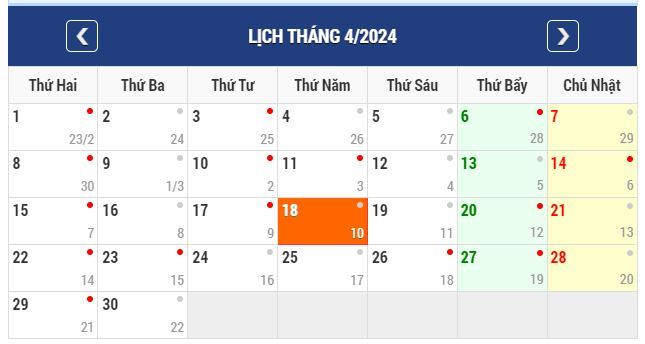 LỊCH THÁNG 4/2024
Thứ Hai Thứ Ba Thứ Tư Thứ Năm Thứ Sáu Thứ Bẩy Chủ Nhật
1 2 3 4 5 6 7
23/2 24 25 26 27 28 29
8 9 10 11 12 13 14
30 1/3 2 3 4 5 6
15 16 17 18 19 20 21
7 8 9 10 11 12 13
22 23 24 25 26 27 28
14 15 16 17 18 19 20
29 30
21 22